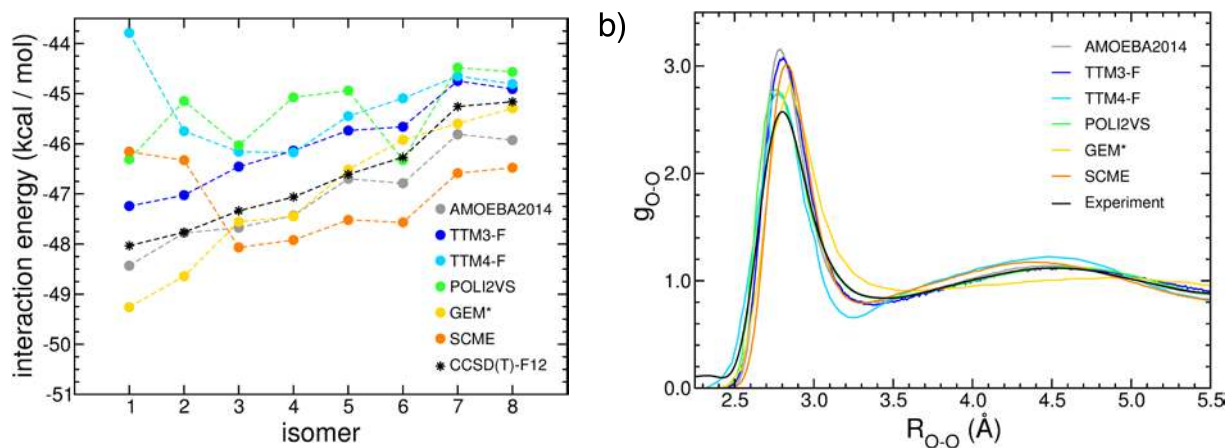 interaction energy (kcal / mol)
-44
-45
-46
-47
-48
-49
-50
-51
1 2 3 4 5 6 7 8
isomer
AMOEBA2014
TTM3-F
TTM4-F
POLI2VS
GEM*
SCME
CCSD(T)-F12
b)
g_O-O
3.0
2.0
1.0
0.0
2.5 3.0 3.5 4.0 4.5 5.0 5.5
R_O-O (Å)
AMOEBA2014
TTM3-F
TTM4-F
POLI2VS
GEM*
SCME
Experiment